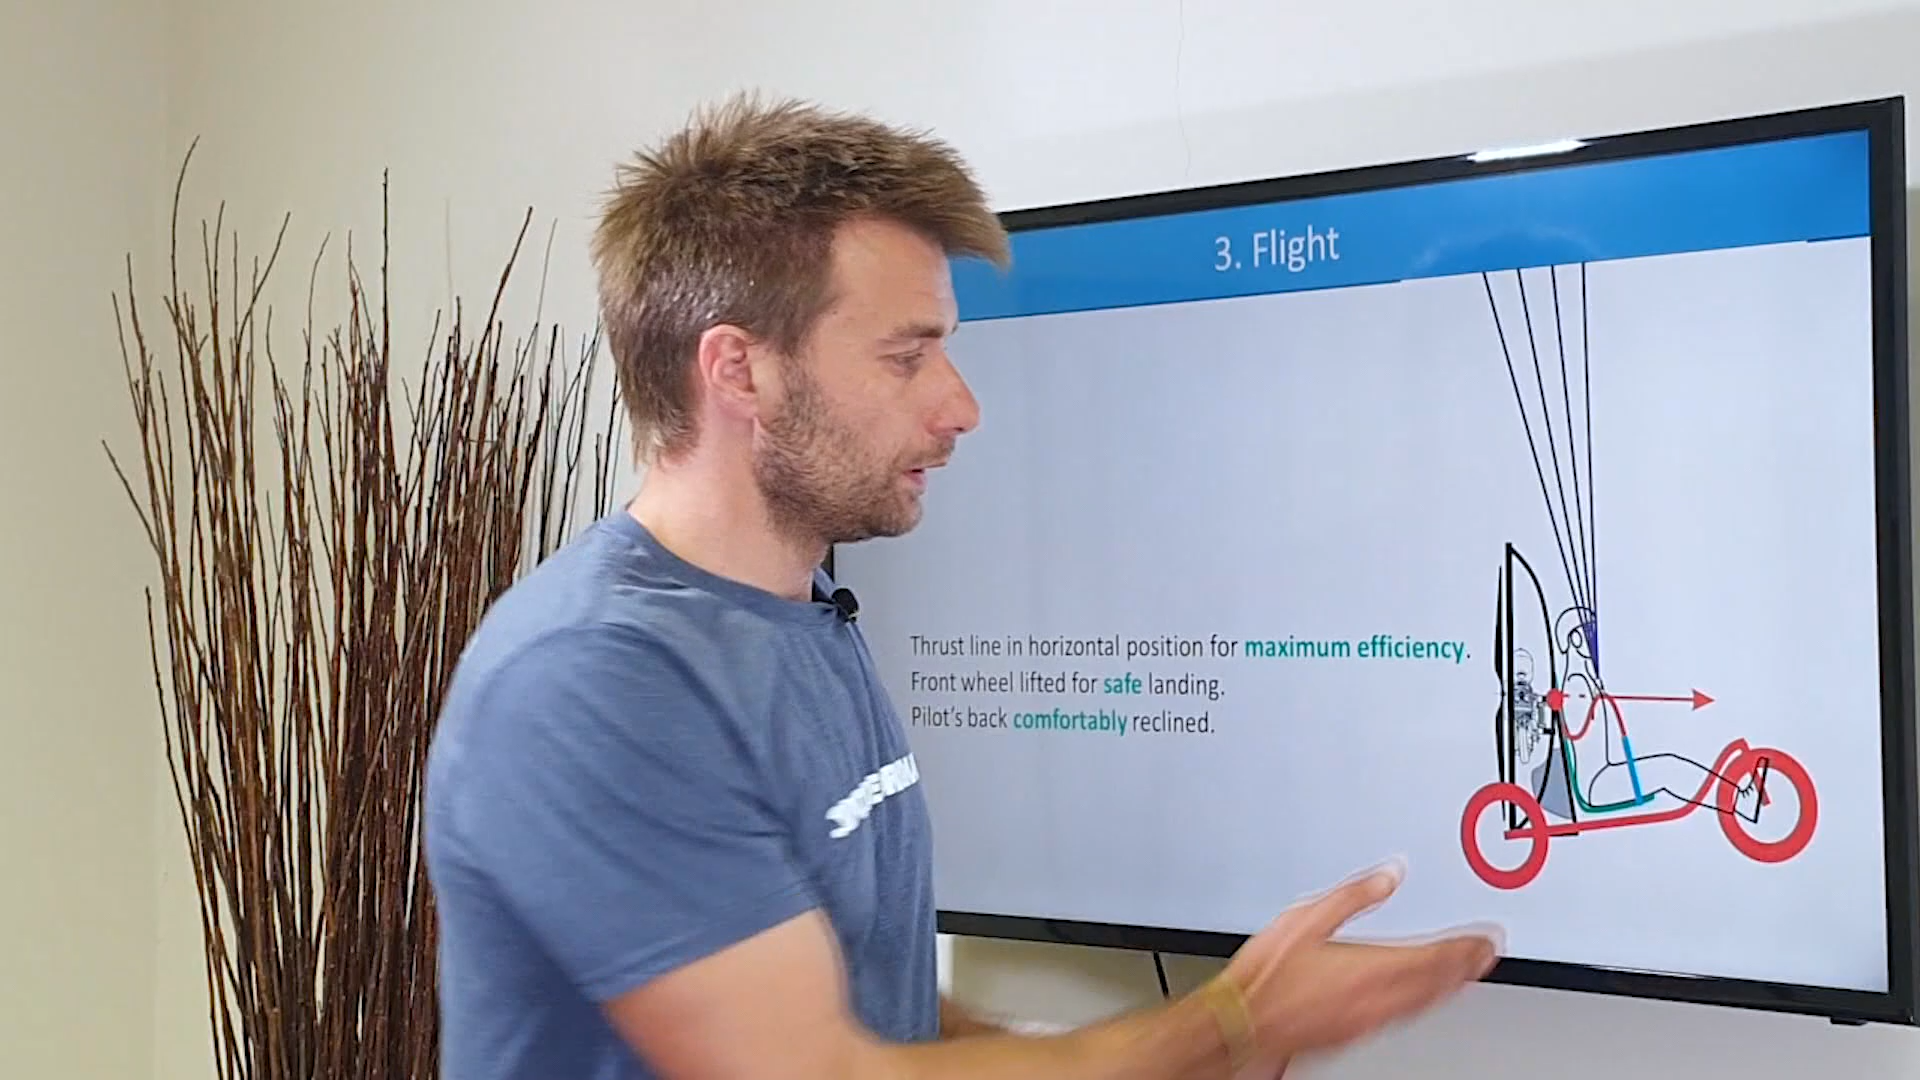 3. Flight
Thrust line in horizontal position for maximum efficiency.
Front wheel lifted for safe landing.
Pilot's back comfortably reclined.